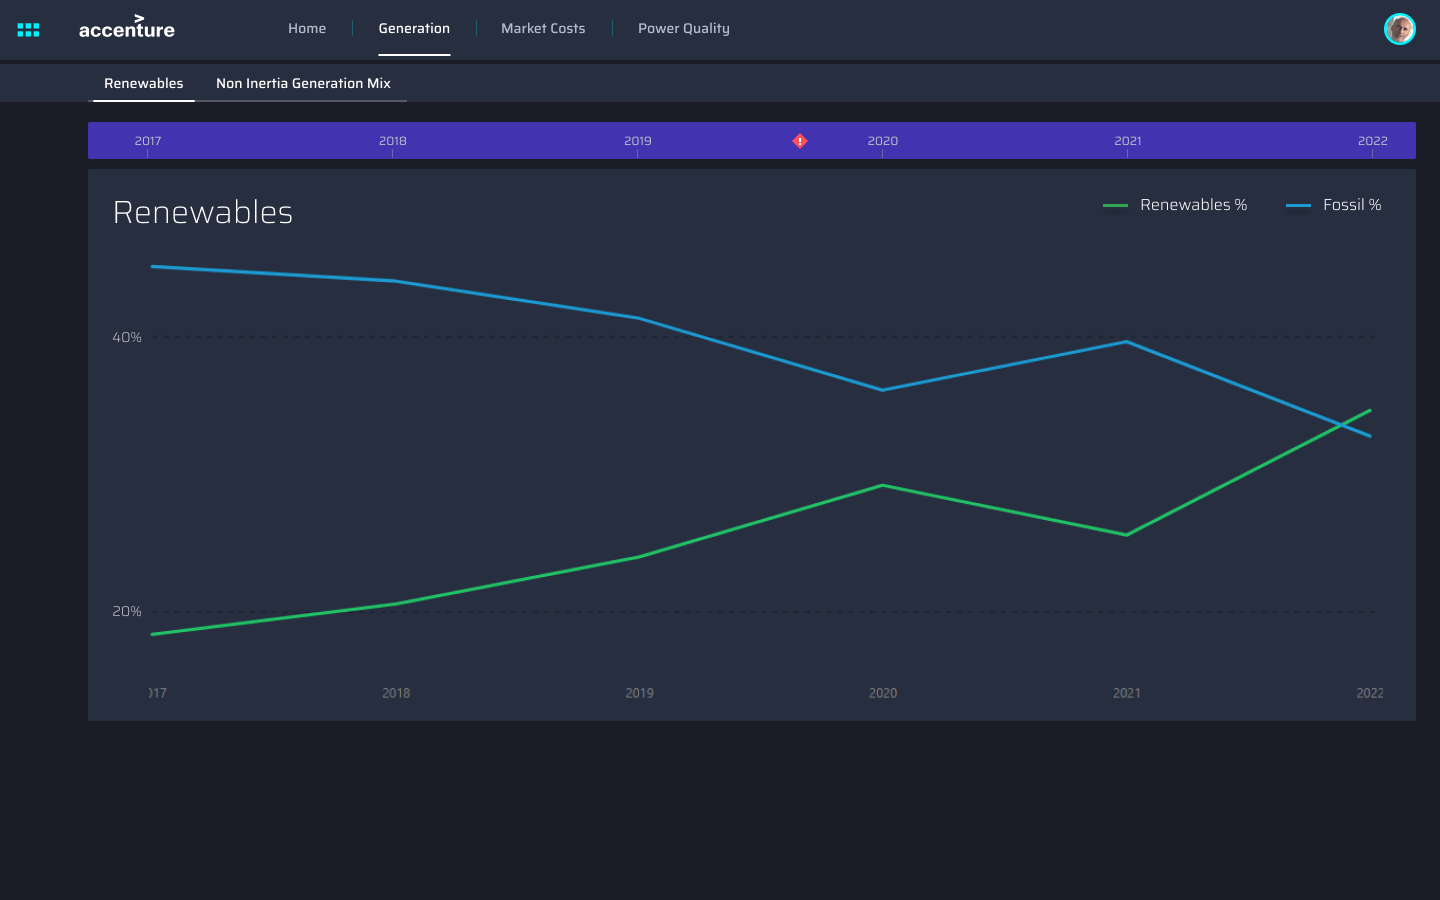 accenture
Home
Generation
Market Costs
Power Quality
Renewables
Non Inertia Generation Mix
2017
2018
2019
2020
2021
2022
Renewables
Renewables %
Fossil %
40%
20%
017
2018
2019
2020
2021
2022